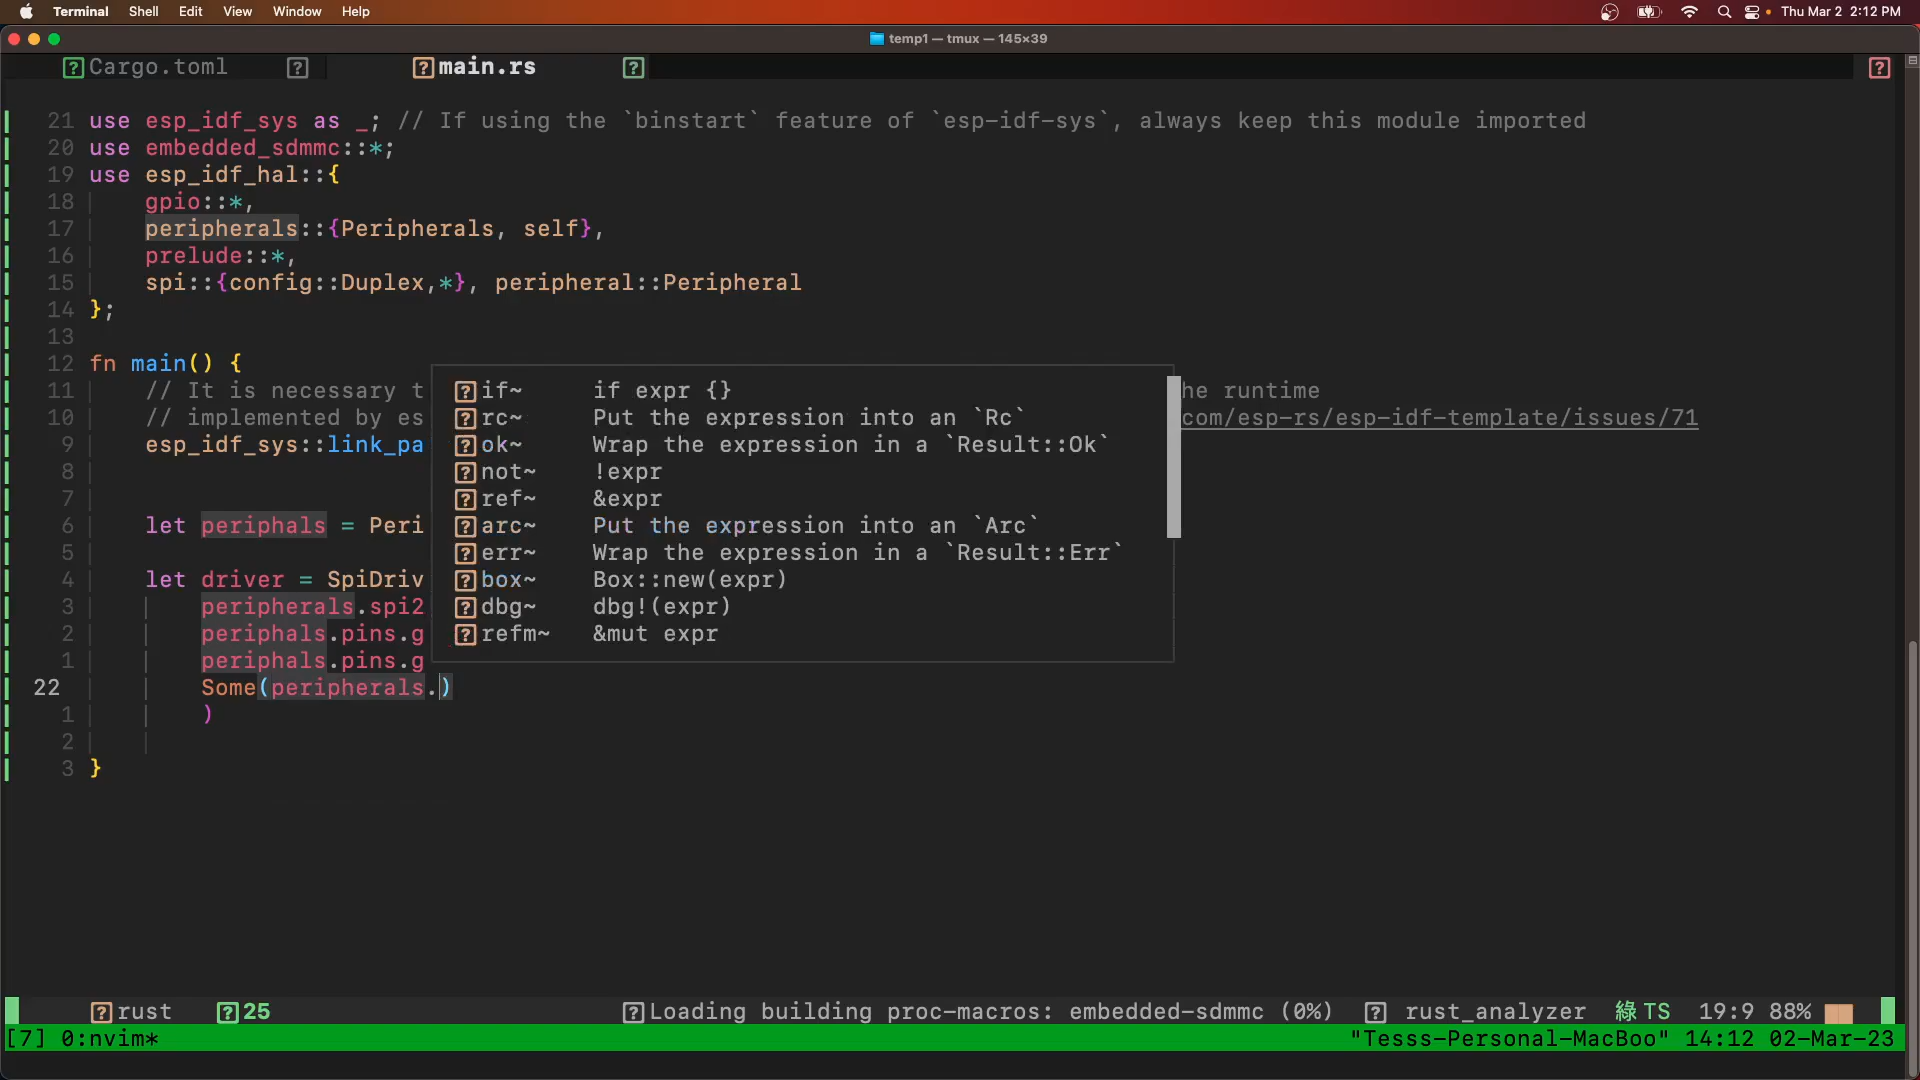 Terminal Shell Edit View Window Help Thu Mar 2 2:12 PM
temp1 — tmux — 145×39
? Cargo.toml ? ? main.rs ? ?
21 use esp_idf_sys as _; // If using the `binstart` feature of `esp-idf-sys`, always keep this module imported
20 use embedded_sdmmc::*;
19 use esp_idf_hal::{
18 gpio::*,
17 peripherals::{Peripherals, self},
16 prelude::*,
15 spi::{config::Duplex,*}, peripheral::Peripheral
14 };
13
12 fn main() {
11 // It is necessary t ? if~ if expr {} he runtime
10 // implemented by es ? rc~ Put the expression into an `Rc` com/esp-rs/esp-idf-template/issues/71
9 esp_idf_sys::link_pa ? ok~ Wrap the expression in a `Result::Ok`
8 ? not~ !expr
7 ? ref~ &expr
6 let periphals = Peri ? arc~ Put the expression into an `Arc`
5 ? err~ Wrap the expression in a `Result::Err`
4 let driver = SpiDriv ? box~ Box::new(expr)
3 peripherals.spi2 ? dbg~ dbg!(expr)
2 periphals.pins.g ? refm~ &mut expr
1 periphals.pins.g
22 Some(peripherals.)
1 )
2
3 }
? rust ? 25 ? Loading building proc-macros: embedded-sdmmc (0%) ? rust_analyzer 綠 TS 19:9 88%
[7] 0:nvim* "Tesss-Personal-MacBoo" 14:12 02-Mar-23